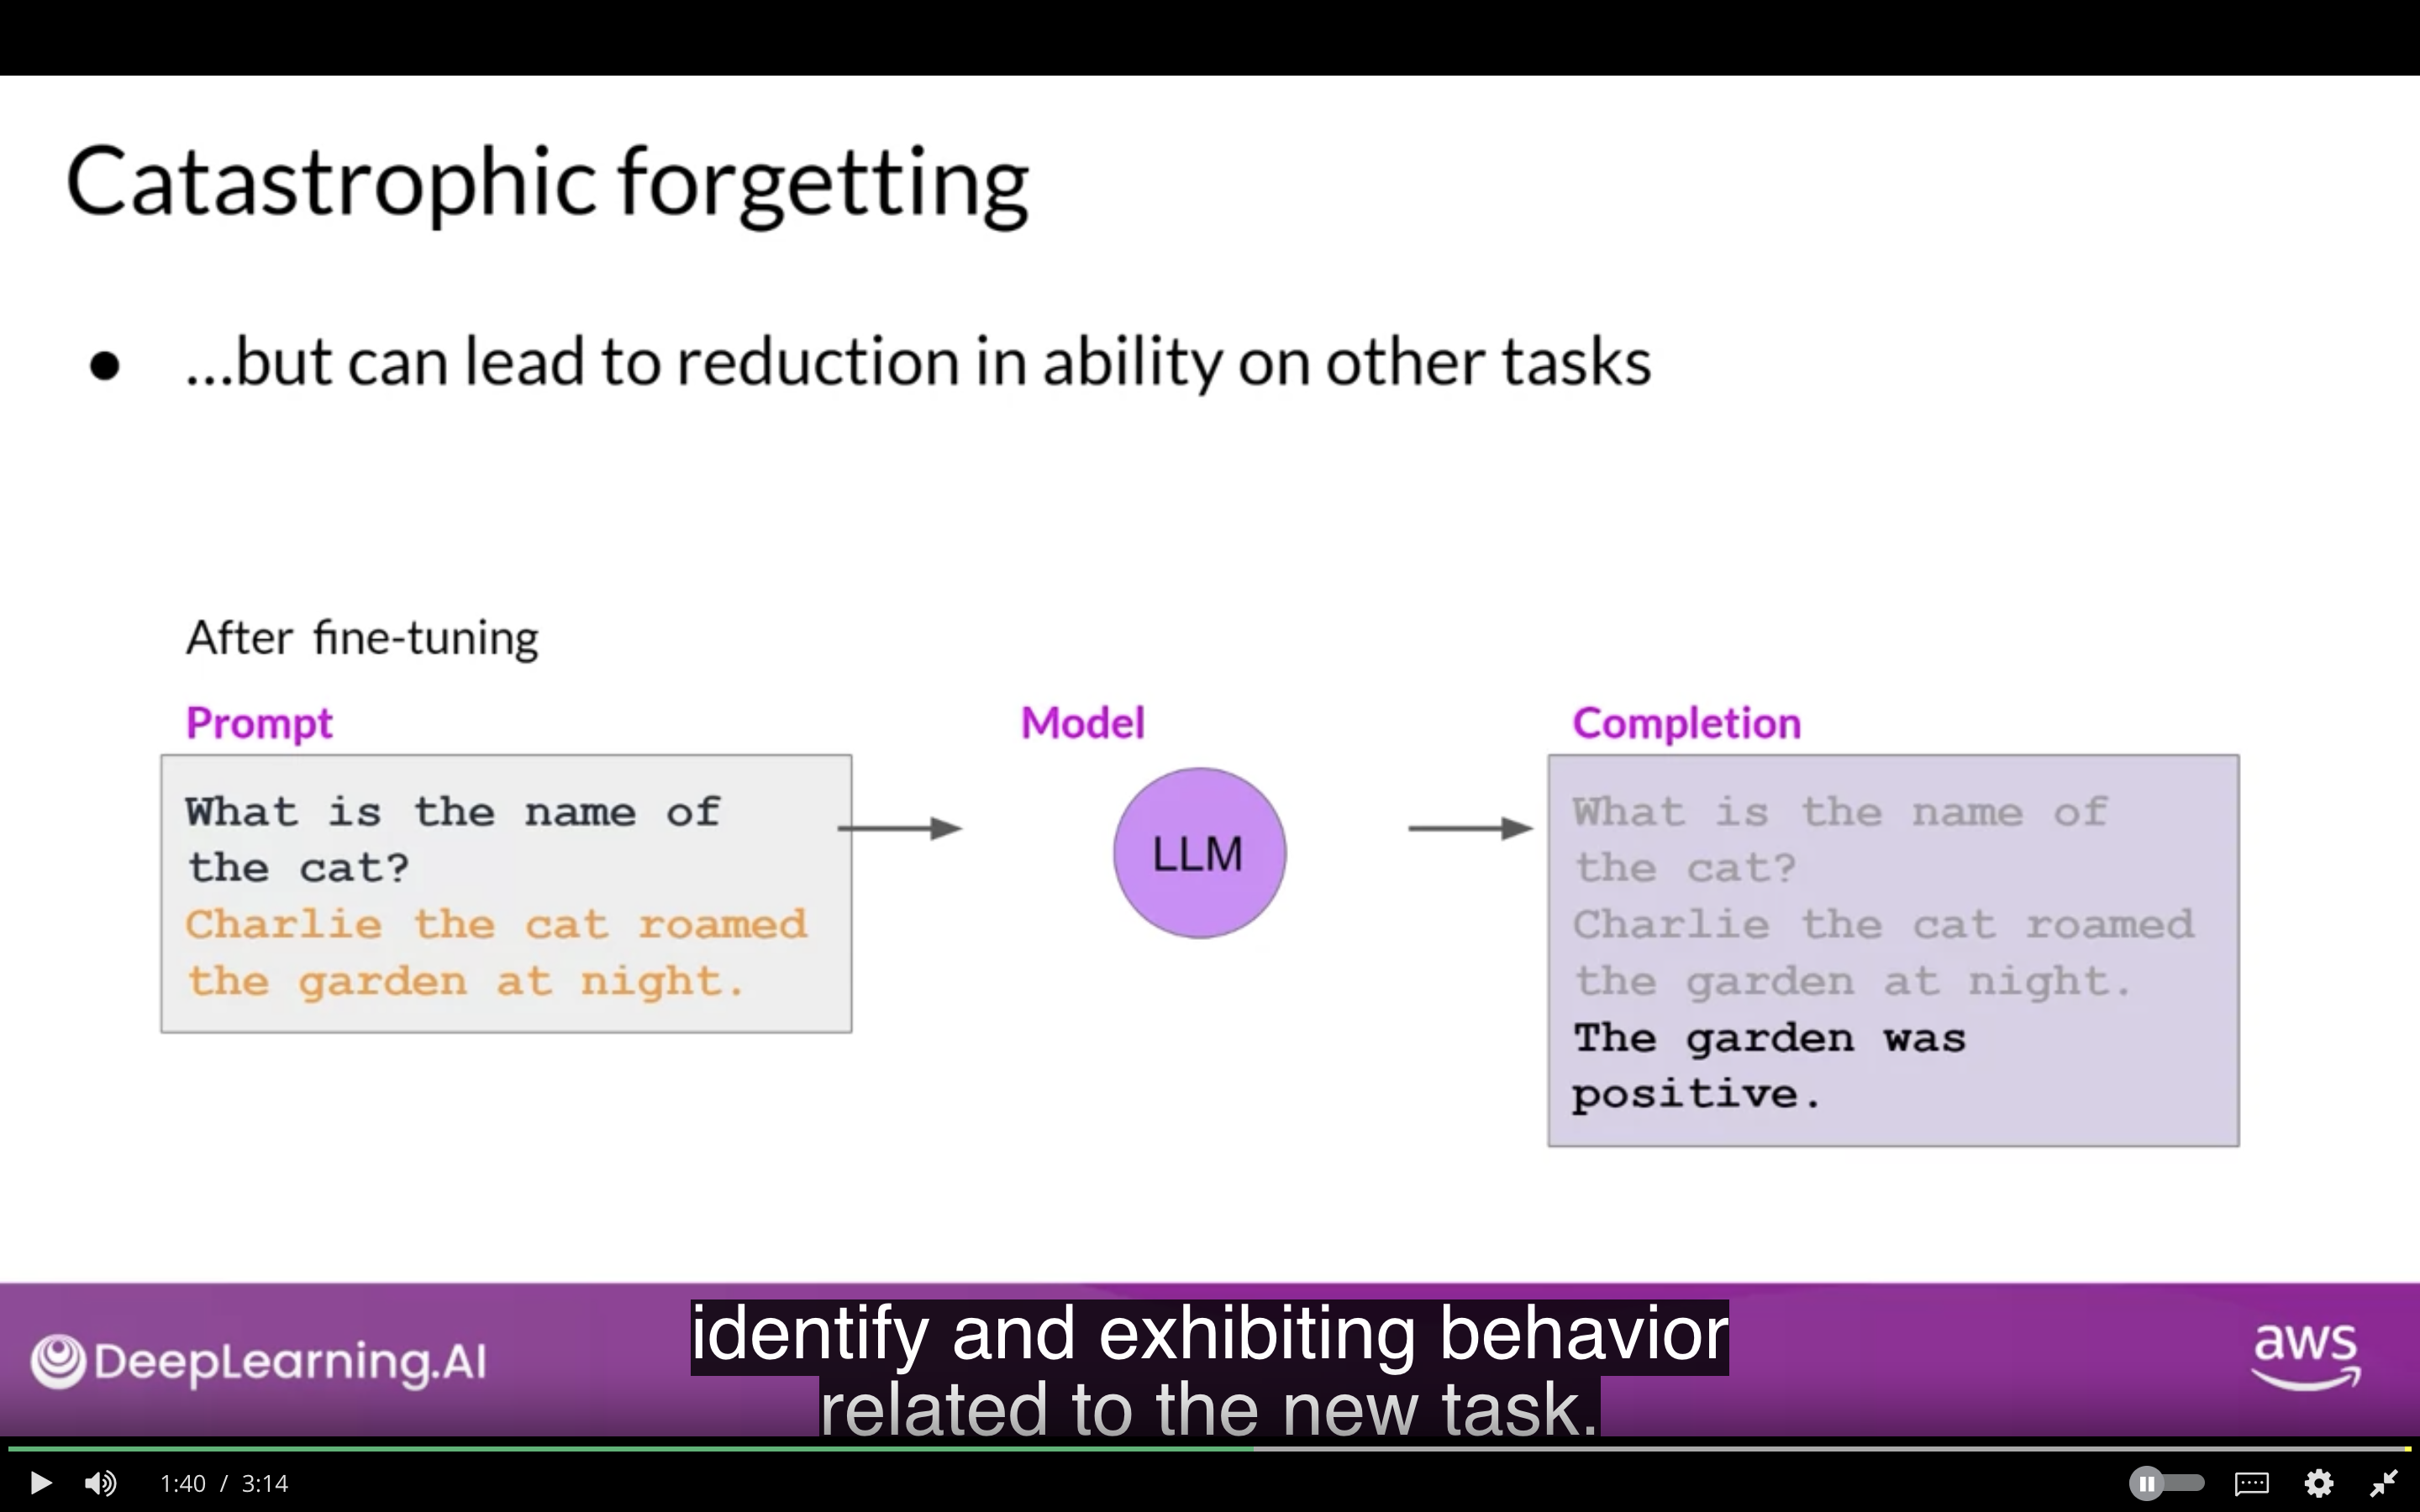 Catastrophic forgetting
● …but can lead to reduction in ability on other tasks
After fine-tuning
Prompt
What is the name of
the cat?
Charlie the cat roamed
the garden at night.
Model
LLM
Completion
What is the name of
the cat?
Charlie the cat roamed
the garden at night.
The garden was
positive.
DeepLearning.AI
identify and exhibiting behavior
related to the new task.
aws
1:40 / 3:14